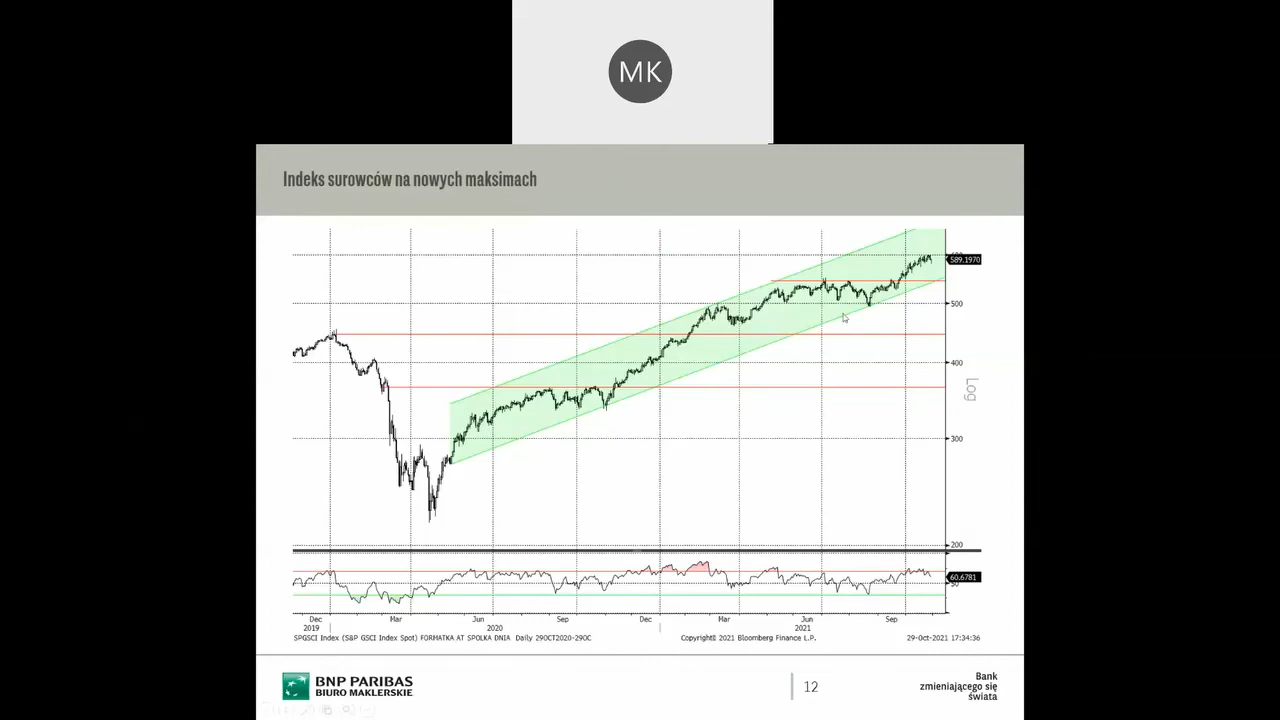 MK
Indeks surowców na nowych maksimach
589.1970
500
400
Log
300
200
60.6781
50
Dec Mar Jun Sep Dec Mar Jun Sep
2019 2020 2021
SPGSCI Index (S&P GSCI Index Spot) FORMATKA AT SPOLKA DNIA Daily 29OCT2020-29OC
Copyright© 2021 Bloomberg Finance L.P.
29-Oct-2021 17:34:36
BNP PARIBAS
BIURO MAKLERSKIE
12
Bank
zmieniającego się
świata